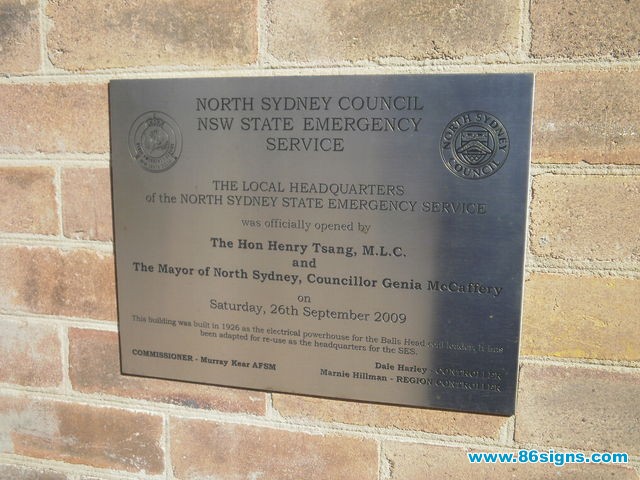 NORTH SYDNEY COUNCIL
NSW STATE EMERGENCY
SERVICE
NORTH SYDNEY
COUNCIL
THE LOCAL HEADQUARTERS
of the NORTH SYDNEY STATE EMERGENCY SERVICE
was officially opened by
The Hon Henry Tsang, M.L.C.
and
The Mayor of North Sydney, Councillor Genia McCaffery
on
Saturday, 26th September 2009
This building was built in 1926 as the electrical powerhouse for the Balls Head coal loader, it has
been adapted for re-use as the headquarters for the SES.
COMMISSIONER - Murray Kear AFSM
Dale Harley - CONTROLLER
Marnie Hillman - REGION CONTROLLER
www.86signs.com